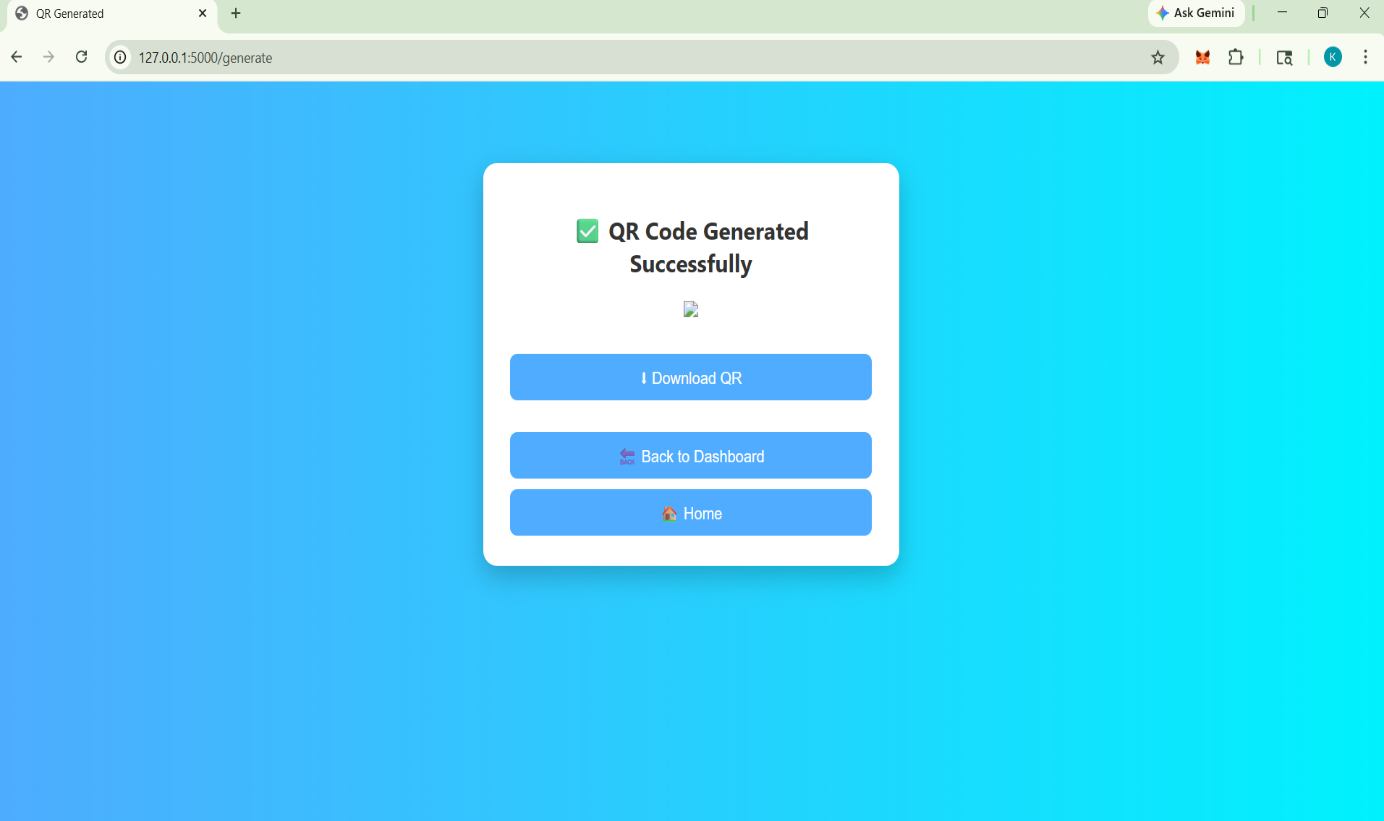 QR Generated
Ask Gemini
127.0.0.1:5000/generate
K
✅ QR Code Generated
Successfully
⬇ Download QR
🔙 Back to Dashboard
🏠 Home